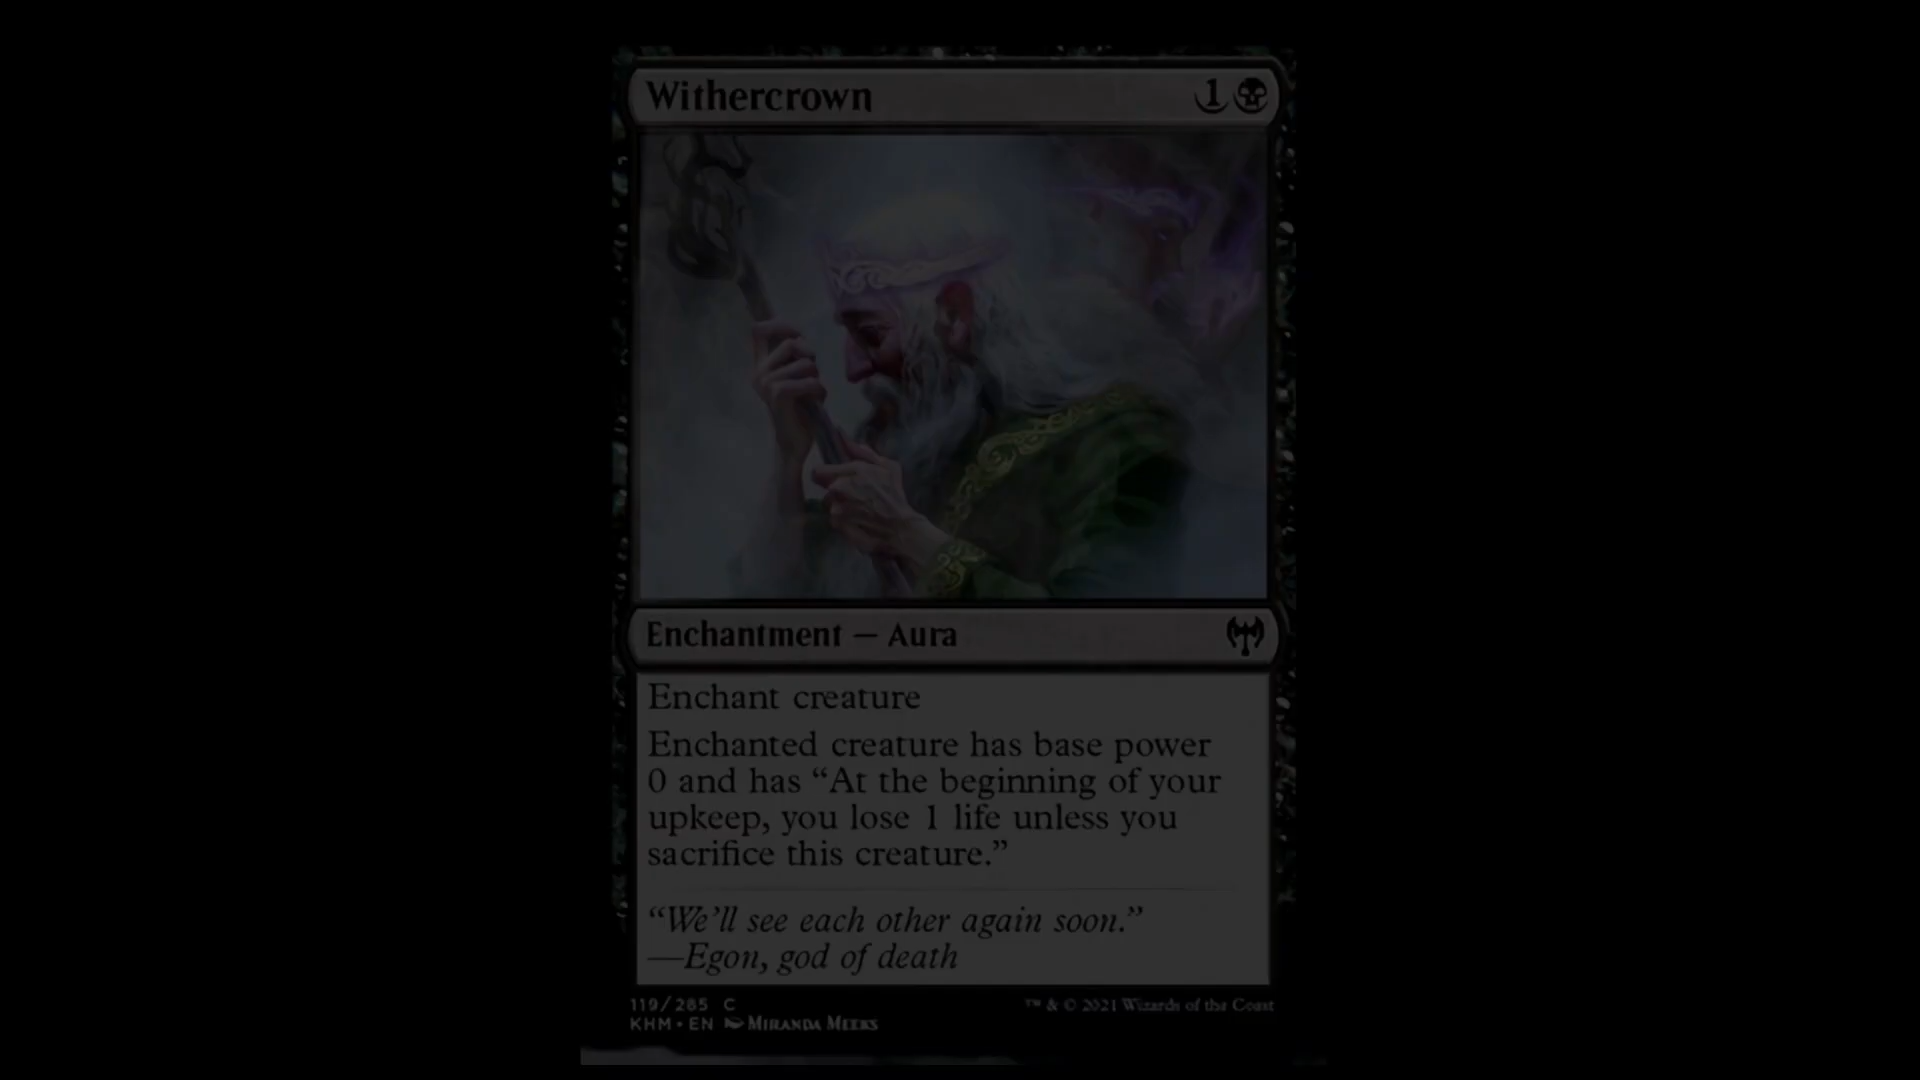 Withercrown 1
Enchantment — Aura
Enchant creature
Enchanted creature has base power
0 and has “At the beginning of your
upkeep, you lose 1 life unless you
sacrifice this creature.”
“We’ll see each other again soon.”
—Egon, god of death
119/285 C
™ & © 2021 Wizards of the Coast
KHM • EN Miranda Meeks